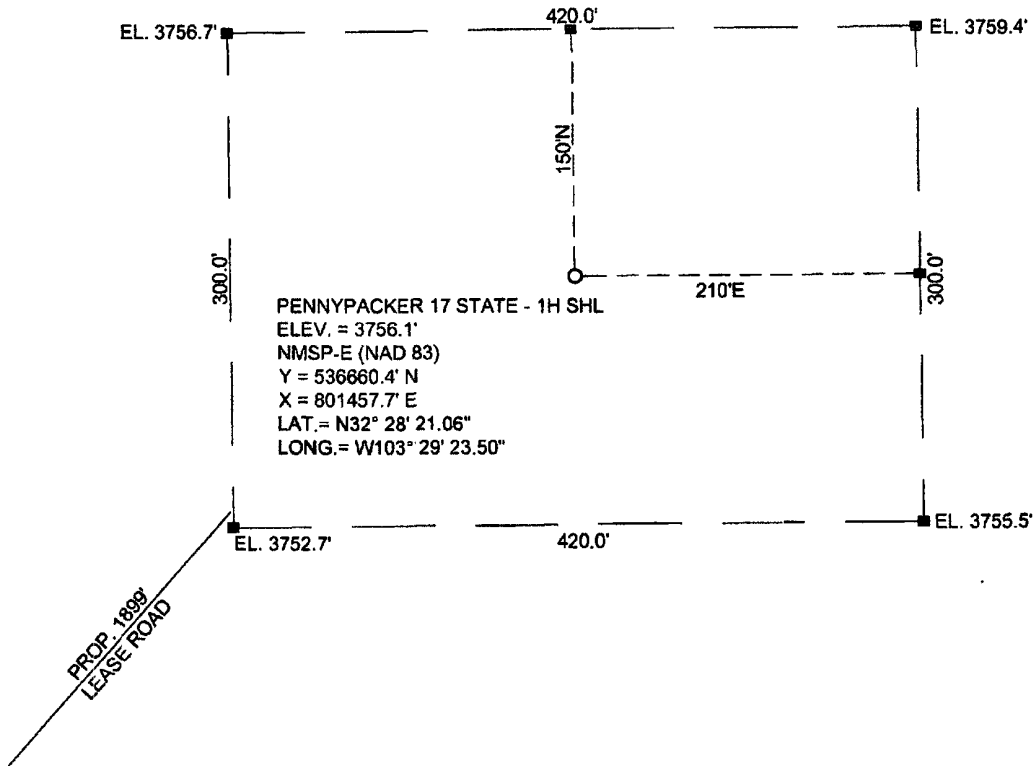 420.0'
EL. 3756.7'
EL. 3759.4'
150'N
300.0'
210'E
300.0'
PENNYPACKER 17 STATE - 1H SHL
ELEV. = 3756.1'
NMSP-E (NAD 83)
Y = 536660.4' N
X = 801457.7' E
LAT.= N32° 28' 21.06"
LONG.= W103° 29' 23.50"
EL. 3752.7'
420.0'
EL. 3755.5'
PROP. 1899'
LEASE ROAD